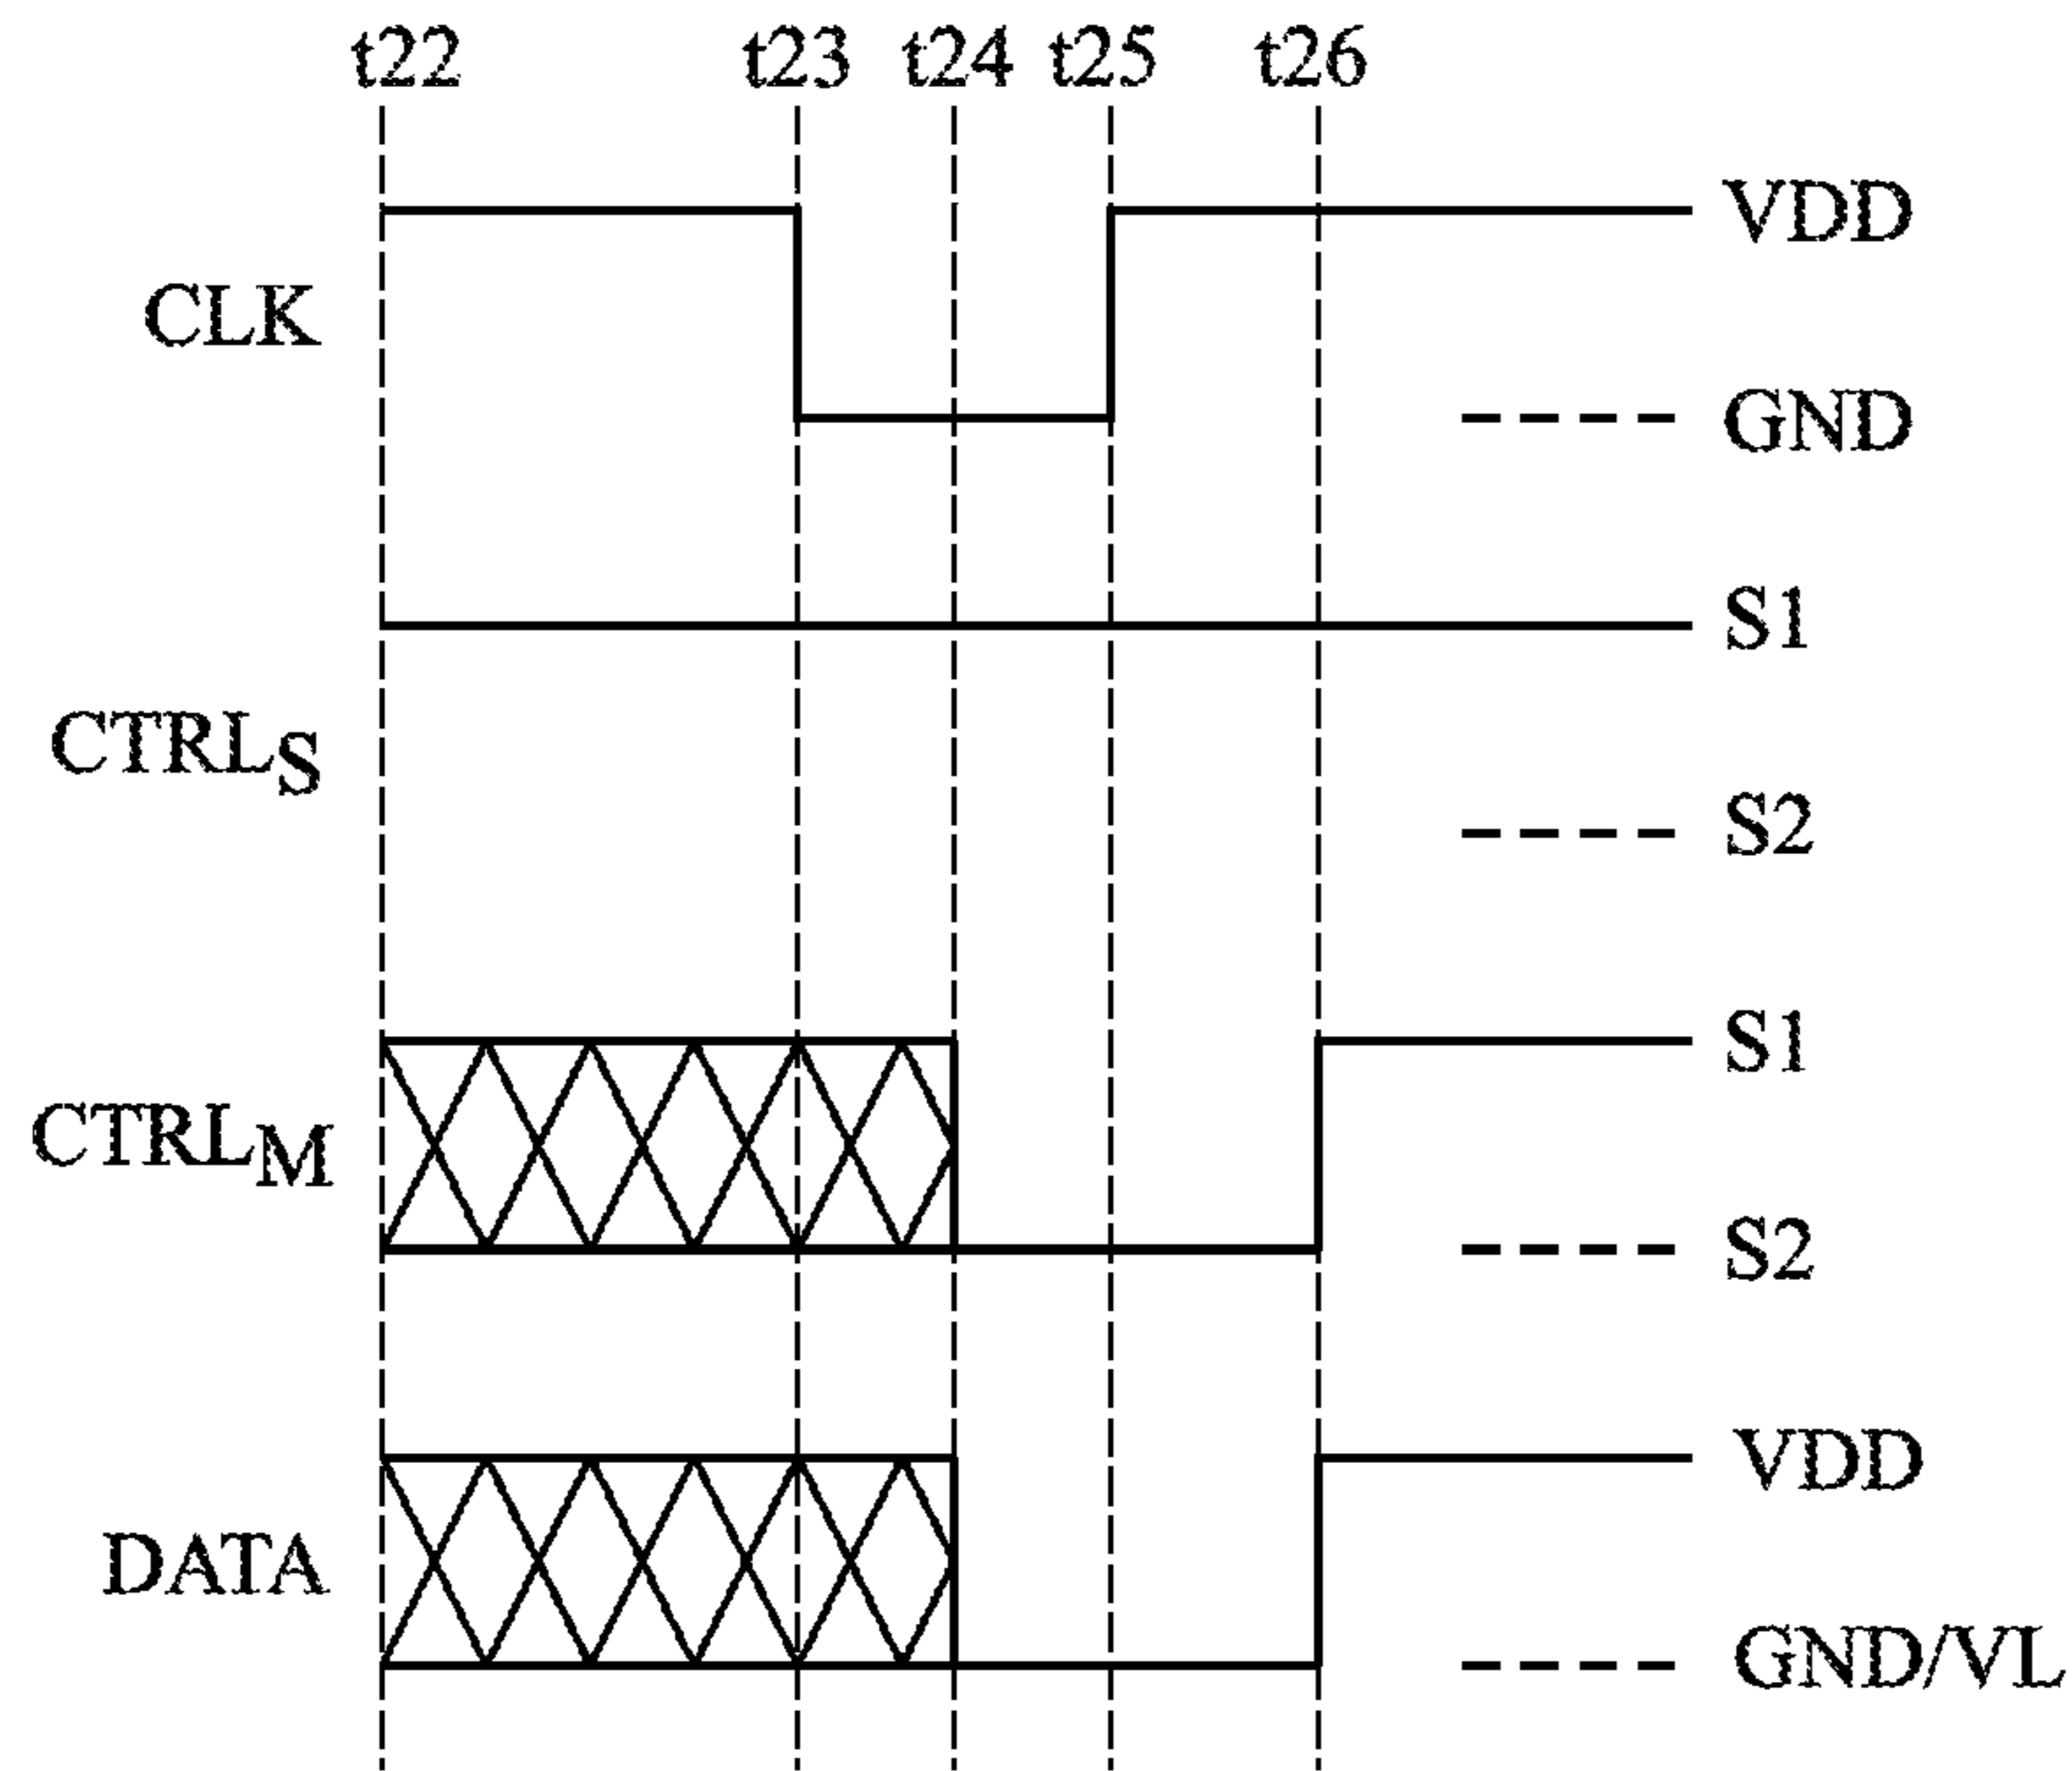 t22 t23 t24 t25 t26
VDD
CLK
GND
S1
CTRLS
S2
S1
CTRLM
S2
VDD
DATA
GND/VL